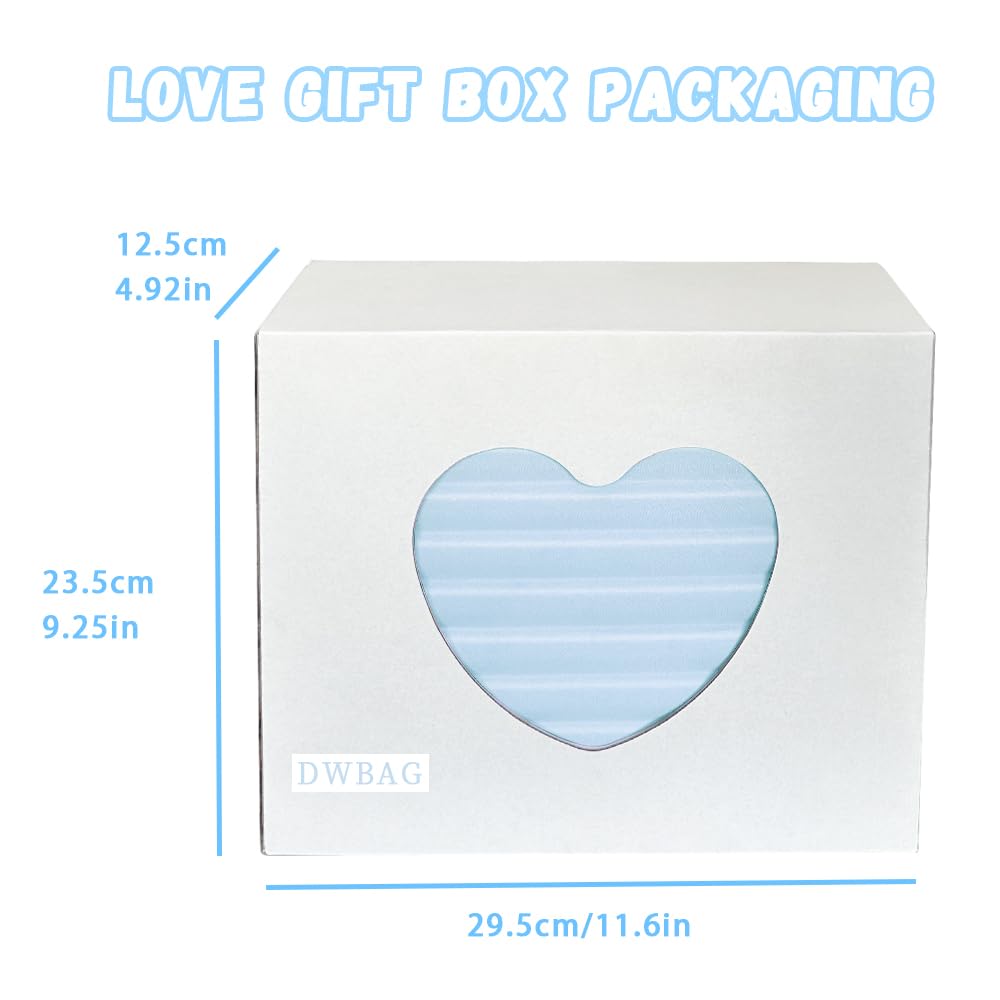 LOVE GIFT BOX PACKAGING
12.5cm
4.92in
23.5cm
9.25in
DWBAG
29.5cm/11.6in